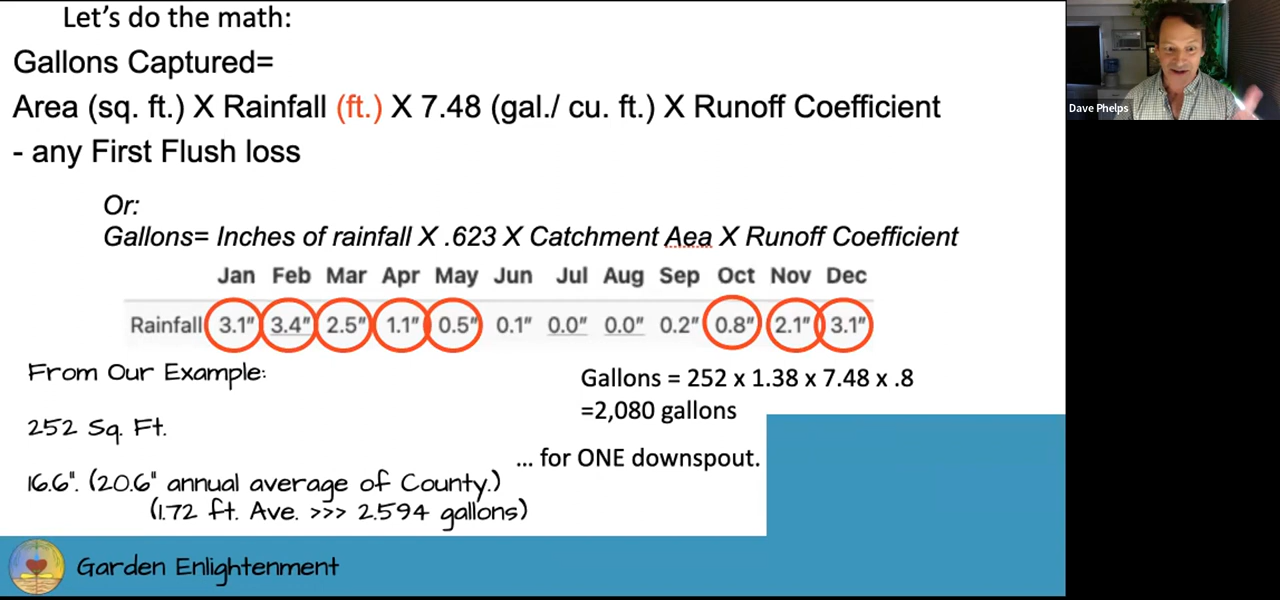 Let's do the math:
Gallons Captured=
Area (sq. ft.) X Rainfall (ft.) X 7.48 (gal./ cu. ft.) X Runoff Coefficient
- any First Flush loss
Or:
Gallons= Inches of rainfall X .623 X Catchment Aea X Runoff Coefficient
Jan Feb Mar Apr May Jun Jul Aug Sep Oct Nov Dec
Rainfall 3.1" 3.4" 2.5" 1.1" 0.5" 0.1" 0.0" 0.0" 0.2" 0.8" 2.1" 3.1"
From Our Example:
252 Sq. Ft.
16.6". (20.6" annual average of County.)
(1.72 ft. Ave. >>> 2.594 gallons)
Gallons = 252 x 1.38 x 7.48 x .8
=2,080 gallons
... for ONE downspout.
Garden Enlightenment
Dave Phelps